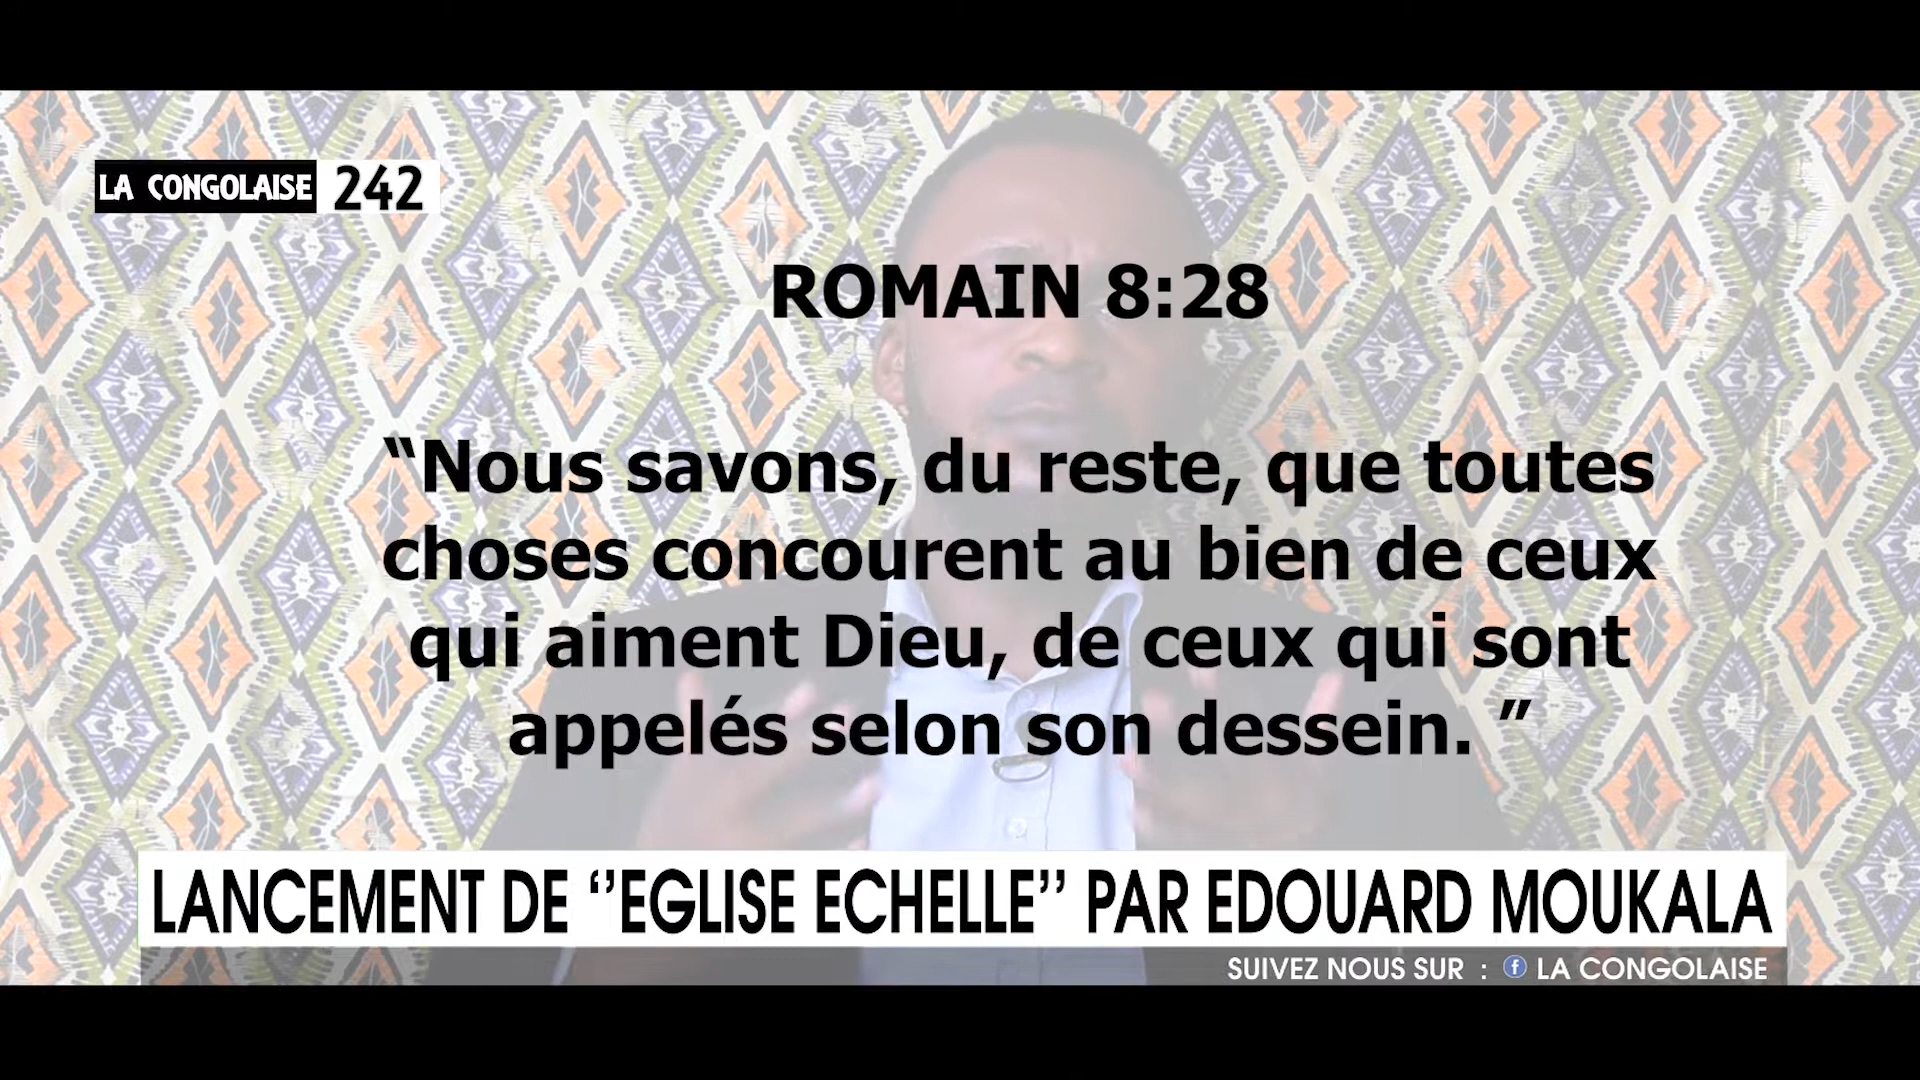 LA CONGOLAISE 242
ROMAIN 8:28
“Nous savons, du reste, que toutes
choses concourent au bien de ceux
qui aiment Dieu, de ceux qui sont
appelés selon son dessein. ”
LANCEMENT DE ‘’EGLISE ECHELLE’’ PAR EDOUARD MOUKALA
SUIVEZ NOUS SUR : f LA CONGOLAISE